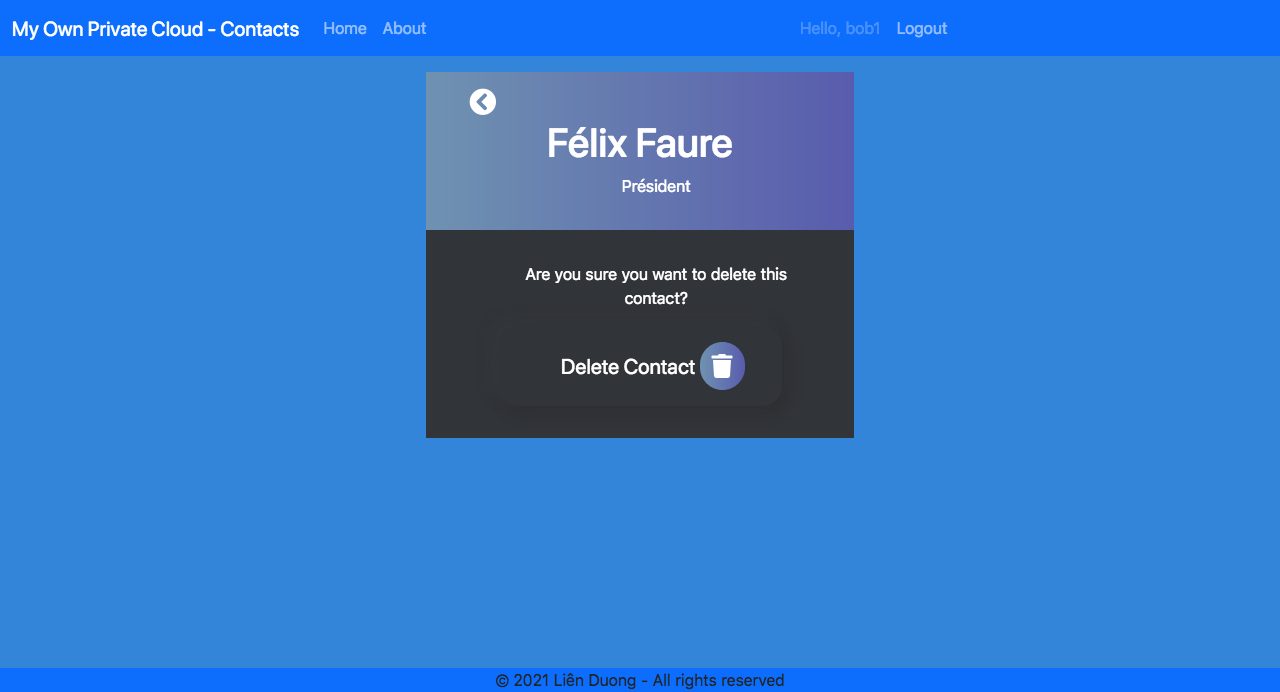 My Own Private Cloud - Contacts Home About Hello, bob1 Logout
Félix Faure
Président
Are you sure you want to delete this
contact?
Delete Contact
© 2021 Liên Duong - All rights reserved